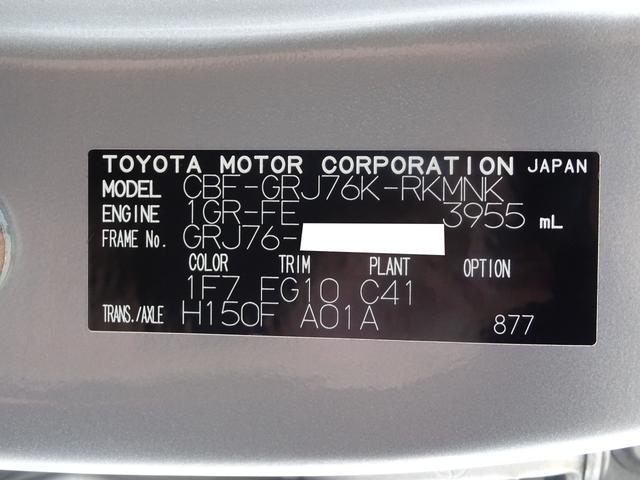 TOYOTA MOTOR CORPORATION JAPAN
MODEL CBF-GRJ76K-RKMNK
ENGINE 1GR-FE 3955 mL
FRAME No. GRJ76-
COLOR TRIM PLANT OPTION
1F7 FG10 C41
TRANS./AXLE H150F A01A 877